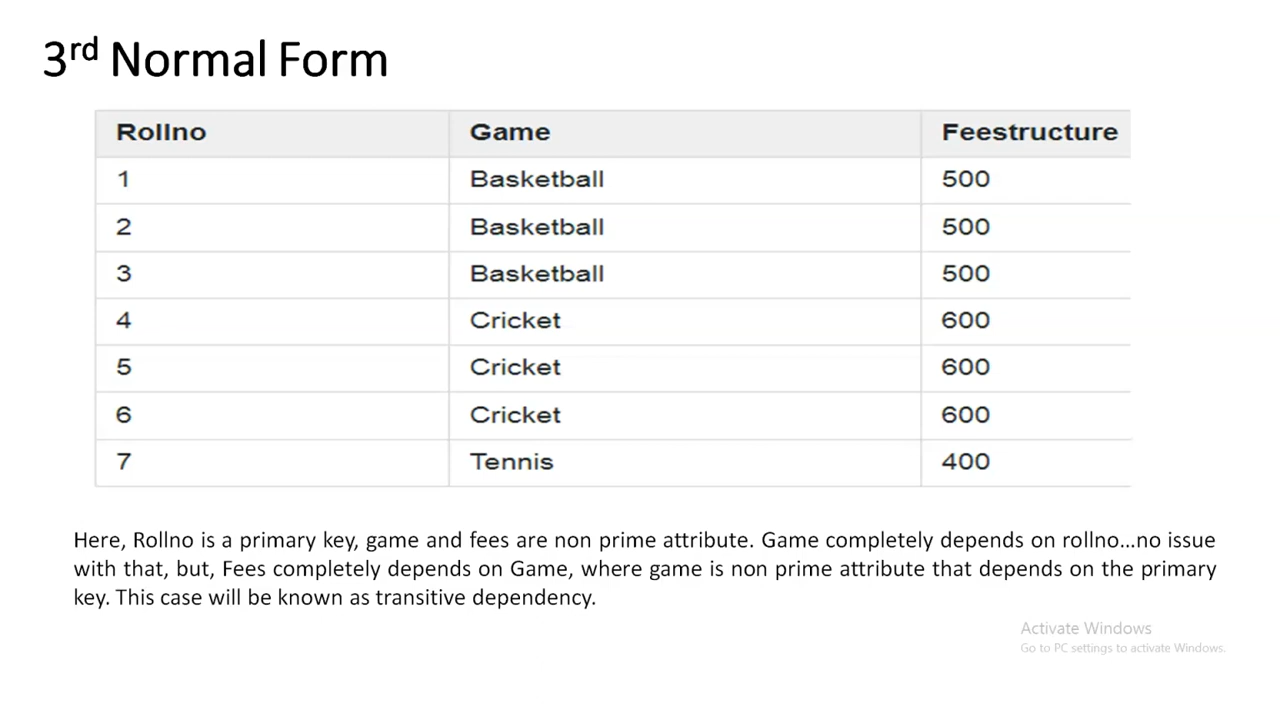 3rd Normal Form
Rollno Game Feestructure
1 Basketball 500
2 Basketball 500
3 Basketball 500
4 Cricket 600
5 Cricket 600
6 Cricket 600
7 Tennis 400
Here, Rollno is a primary key, game and fees are non prime attribute. Game completely depends on rollno...no issue
with that, but, Fees completely depends on Game, where game is non prime attribute that depends on the primary
key. This case will be known as transitive dependency.
Activate Windows
Go to PC settings to activate Windows.